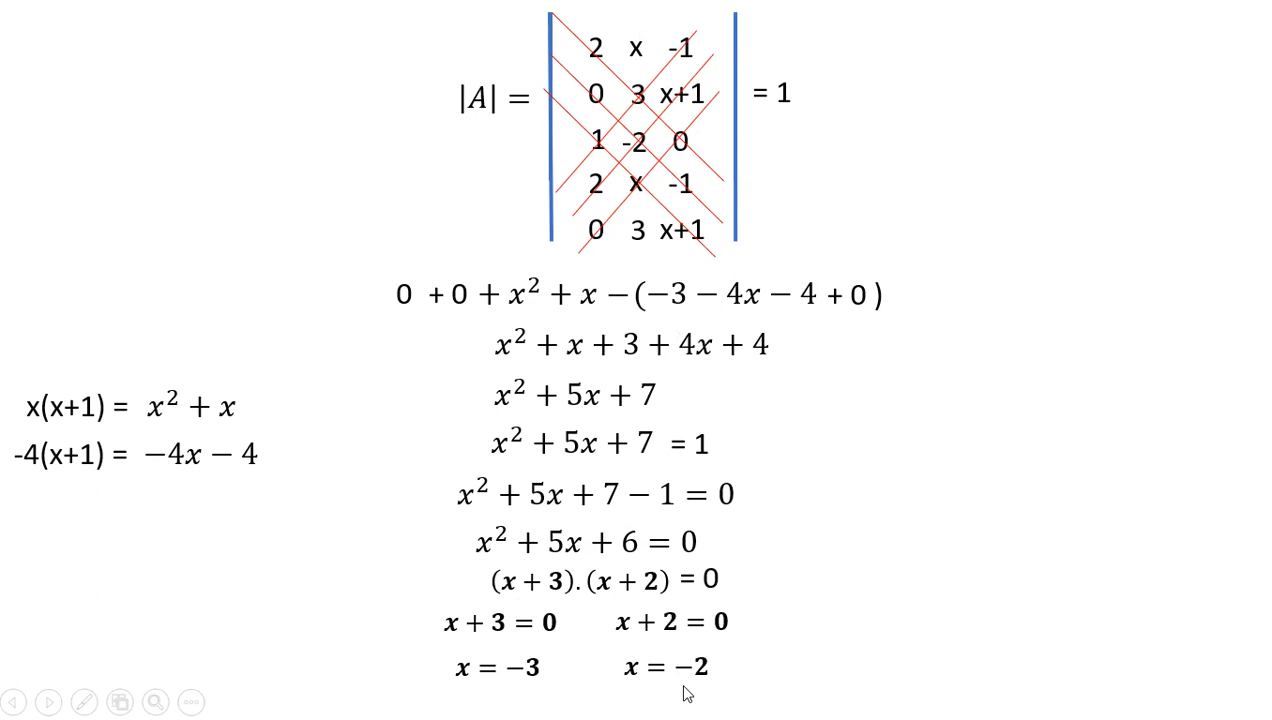 2 x -1
|A| = 0 3 x+1 = 1
1 -2 0
2 x -1
0 3 x+1
0 + 0 + x² + x − (−3 − 4x − 4 + 0 )
x² + x + 3 + 4x + 4
x² + 5x + 7
x(x+1) = x² + x
x² + 5x + 7 = 1
-4(x+1) = −4x − 4
x² + 5x + 7 − 1 = 0
x² + 5x + 6 = 0
(x + 3). (x + 2) = 0
x + 3 = 0 x + 2 = 0
x = −3 x = −2